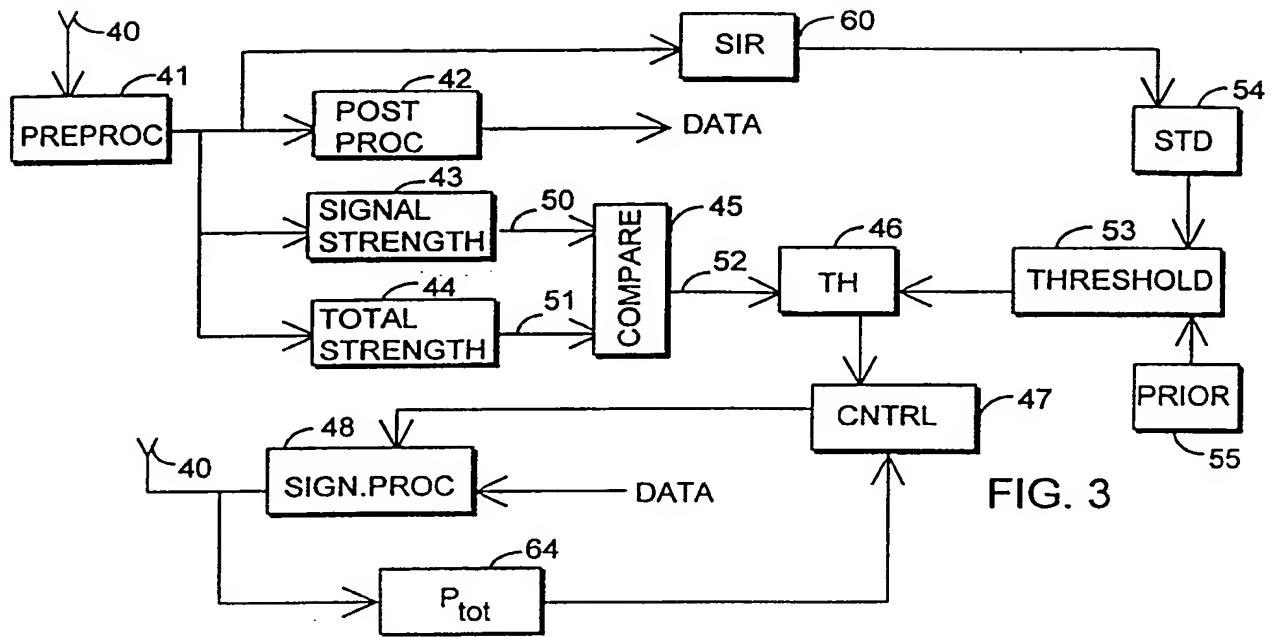 40
SIR
60
41
PREPROC
42
POST
PROC
DATA
54
STD
43
SIGNAL
STRENGTH
50
COMPARE
45
46
TH
53
THRESHOLD
52
44
TOTAL
STRENGTH
51
PRIOR
55
CNTRL
47
48
SIGN.PROC
40
DATA
FIG. 3
64
Ptot